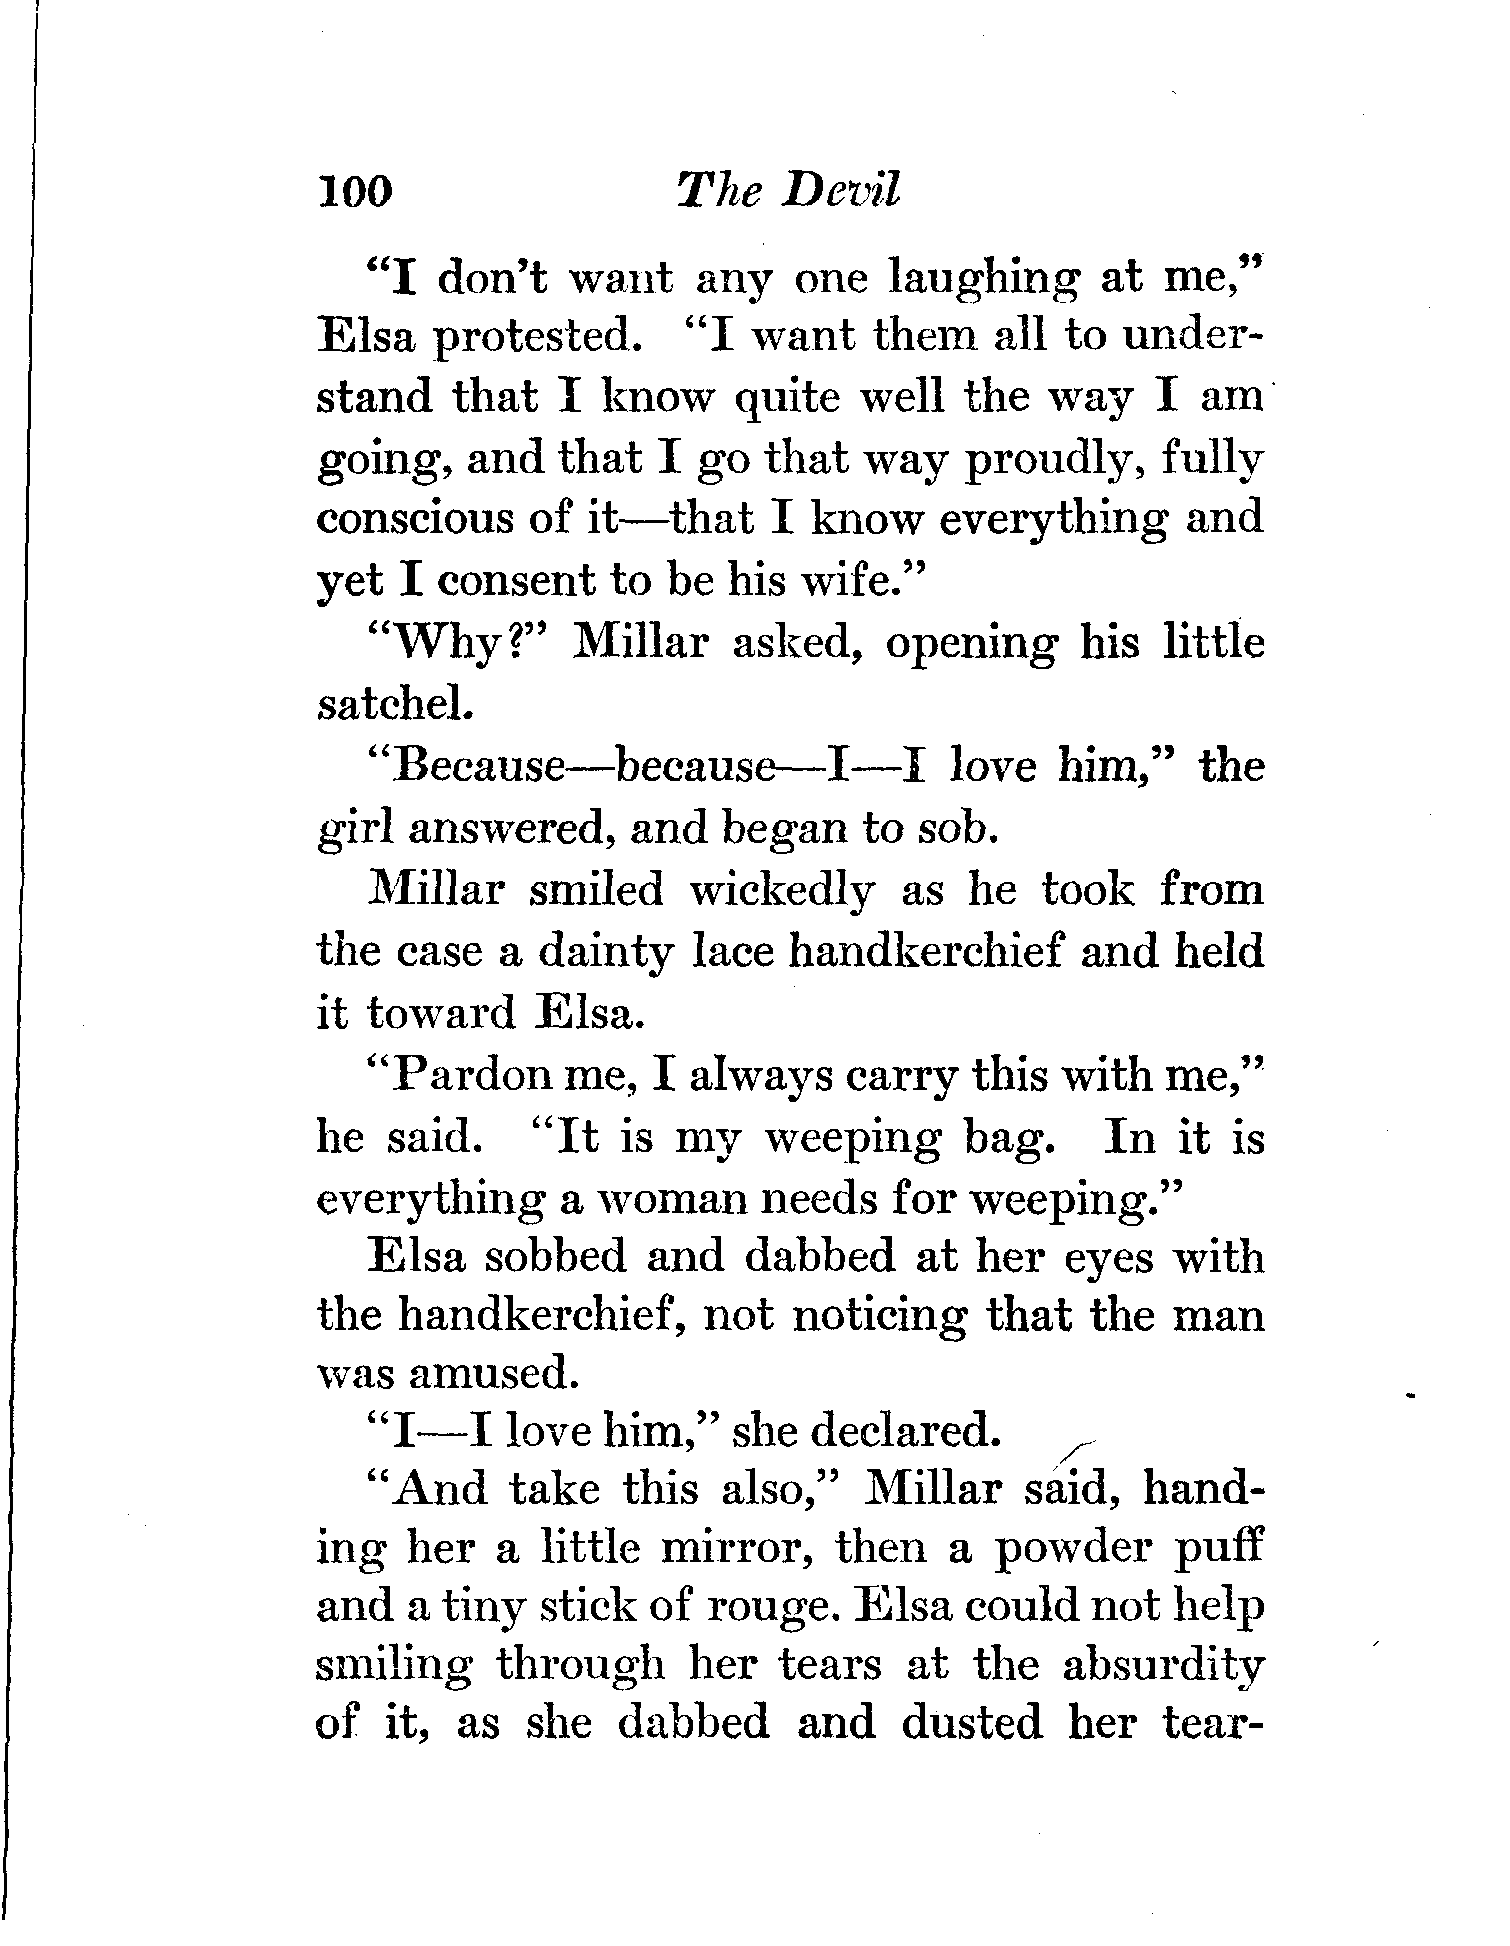 100 The Devil
“I don’t want any one laughing at me,”
Elsa protested. “I want them all to under-
stand that I know quite well the way I am
going, and that I go that way proudly, fully
conscious of it—that I know everything and
yet I consent to be his wife.”
“Why?” Millar asked, opening his little
satchel.
“Because—because—I—I love him,” the
girl answered, and began to sob.
Millar smiled wickedly as he took from
the case a dainty lace handkerchief and held
it toward Elsa.
“Pardon me, I always carry this with me,”
he said. “It is my weeping bag. In it is
everything a woman needs for weeping.”
Elsa sobbed and dabbed at her eyes with
the handkerchief, not noticing that the man
was amused.
“I—I love him,” she declared.
“And take this also,” Millar said, hand-
ing her a little mirror, then a powder puff
and a tiny stick of rouge. Elsa could not help
smiling through her tears at the absurdity
of it, as she dabbed and dusted her tear-